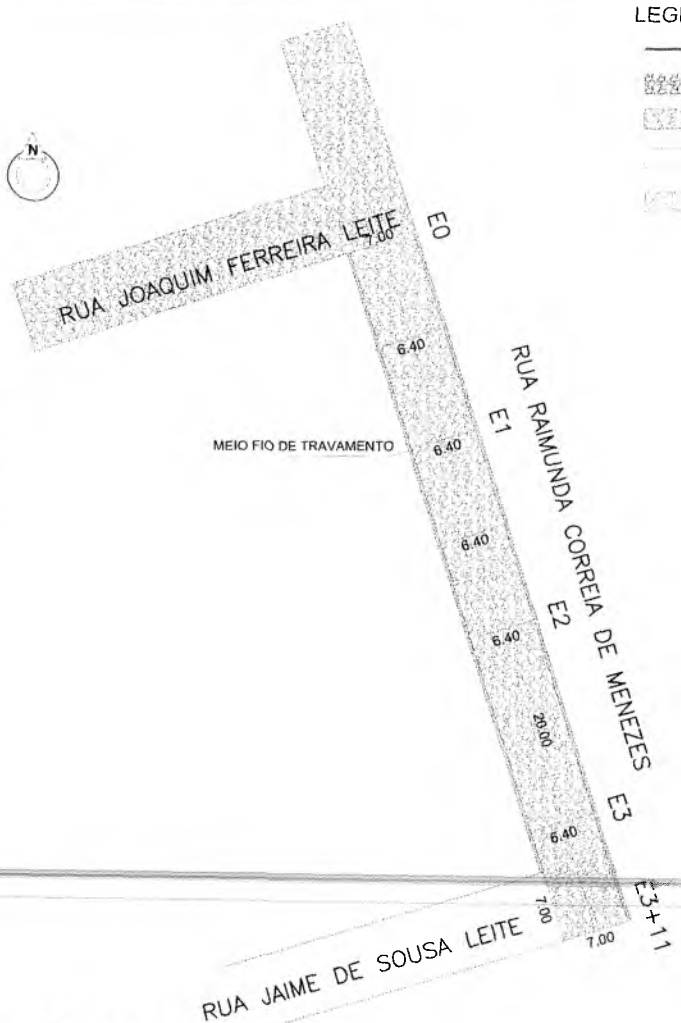 LEGE
N
RUA JOAQUIM FERREIRA LEITE
7.00
E0
6.40
RUA RAIMUNDA CORREIA DE MENEZES
E1
MEIO FIO DE TRAVAMENTO
6.40
6.40
E2
6.40
20.00
E3
6.40
E3+11
7.00
7.00
RUA JAIME DE SOUSA LEITE